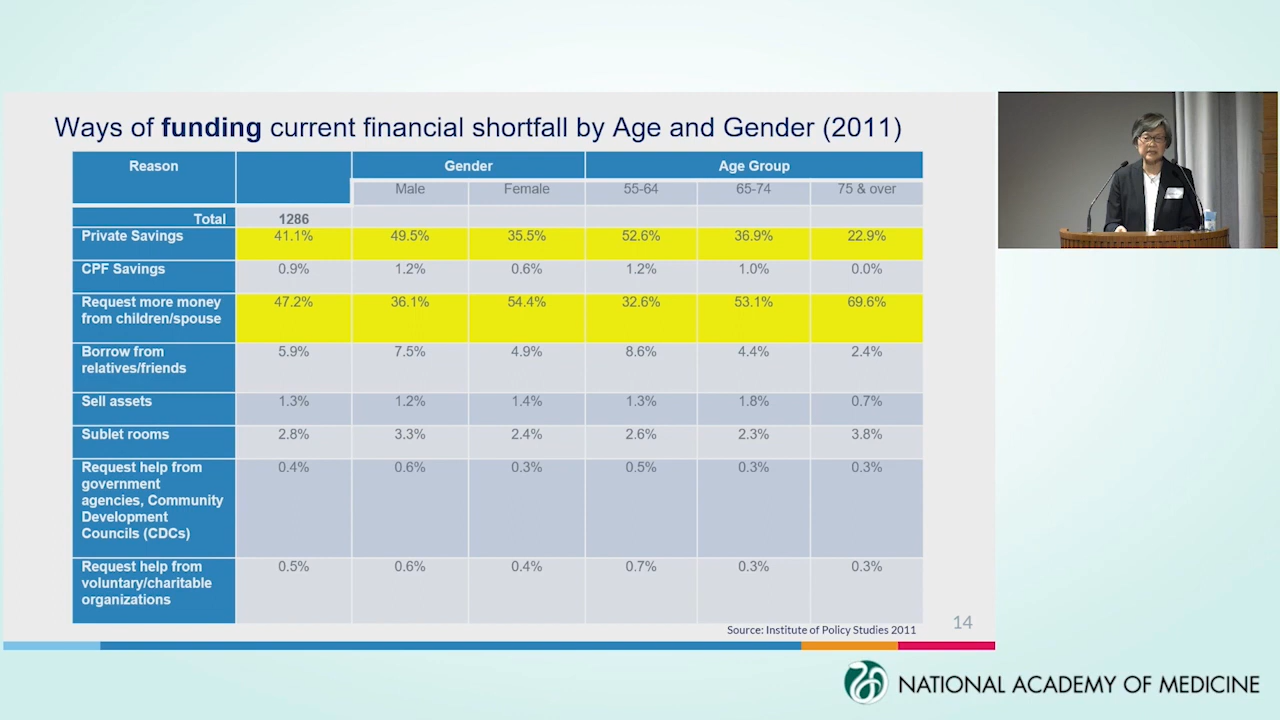 Ways of funding current financial shortfall by Age and Gender (2011)
Reason Gender Age Group
Male Female 55-64 65-74 75 & over
Total 1286
Private Savings 41.1% 49.5% 35.5% 52.6% 36.9% 22.9%
CPF Savings 0.9% 1.2% 0.6% 1.2% 1.0% 0.0%
Request more money 47.2% 36.1% 54.4% 32.6% 53.1% 69.6%
from children/spouse
Borrow from 5.9% 7.5% 4.9% 8.6% 4.4% 2.4%
relatives/friends
Sell assets 1.3% 1.2% 1.4% 1.3% 1.8% 0.7%
Sublet rooms 2.8% 3.3% 2.4% 2.6% 2.3% 3.8%
Request help from 0.4% 0.6% 0.3% 0.5% 0.3% 0.3%
government
agencies, Community
Development
Councils (CDCs)
Request help from 0.5% 0.6% 0.4% 0.7% 0.3% 0.3%
voluntary/charitable
organizations
Source: Institute of Policy Studies 2011
14
NATIONAL ACADEMY OF MEDICINE